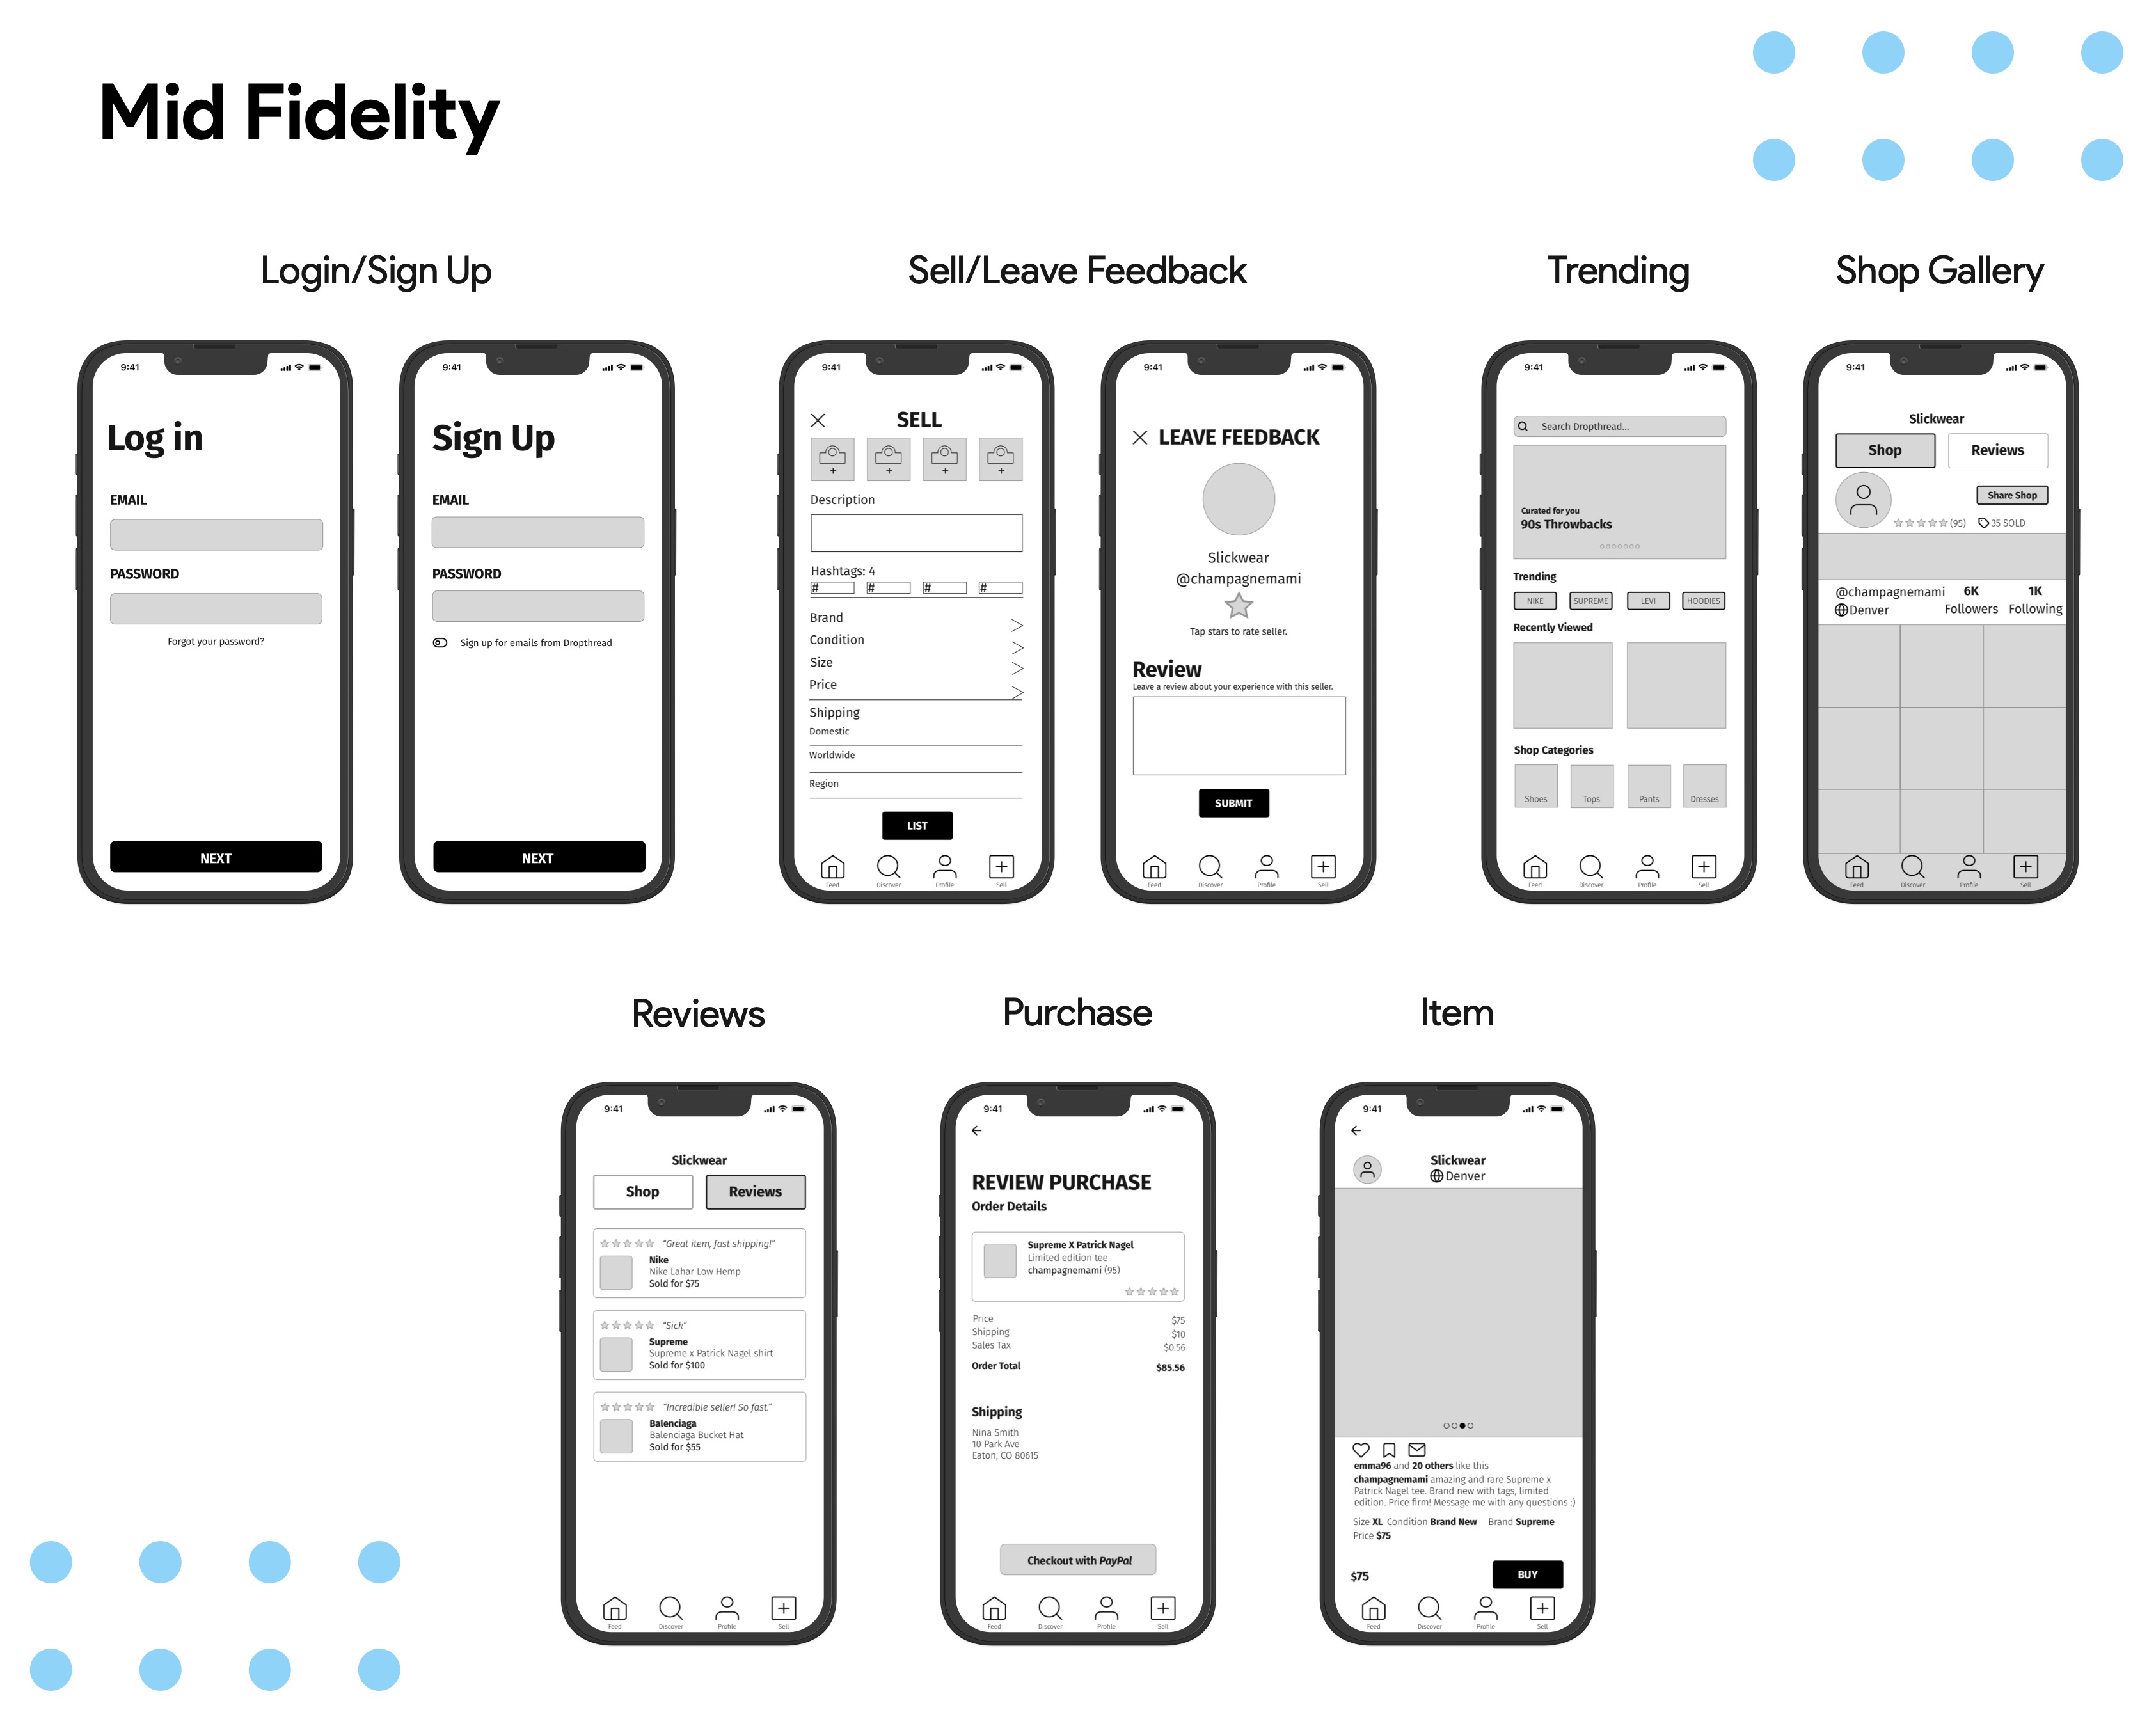 Mid Fidelity
Login/Sign Up
Sell/Leave Feedback
Trending
Shop Gallery
9:41
Log in
EMAIL
PASSWORD
Forgot your password?
NEXT
9:41
Sign Up
EMAIL
PASSWORD
Sign up for emails from Dropthread
NEXT
9:41
SELL
+ + + +
Description
Hashtags: 4
# # # #
Brand
Condition
Size
Price
Shipping
Domestic
Worldwide
Region
LIST
Feed Discover Profile Sell
9:41
LEAVE FEEDBACK
Slickwear
@champagnemami
Tap stars to rate seller.
Review
Leave a review about your experience with this seller.
SUBMIT
Feed Discover Profile Sell
9:41
Search Dropthread...
Curated for you
90s Throwbacks
Trending
NIKE SUPREME LEVI HOODIES
Recently Viewed
Shop Categories
Shoes Tops Pants Dresses
Feed Discover Profile Sell
9:41
Slickwear
Shop Reviews
Share Shop
(95) 35 SOLD
@champagnemami 6K 1K
Denver Followers Following
Feed Discover Profile Sell
Reviews
Purchase
Item
9:41
Slickwear
Shop Reviews
"Great item, fast shipping!"
Nike
Nike Lahar Low Hemp
Sold for $75
"Sick"
Supreme
Supreme x Patrick Nagel shirt
Sold for $100
"Incredible seller! So fast."
Balenciaga
Balenciaga Bucket Hat
Sold for $55
Feed Discover Profile Sell
9:41
REVIEW PURCHASE
Order Details
Supreme X Patrick Nagel
Limited edition tee
champagnemami (95)
Price $75
Shipping $10
Sales Tax $0.56
Order Total $85.56
Shipping
Nina Smith
10 Park Ave
Eaton, CO 80615
Checkout with PayPal
Feed Discover Profile Sell
9:41
Slickwear
Denver
emma96 and 20 others like this
champagnemami amazing and rare Supreme x
Patrick Nagel tee. Brand new with tags, limited
edition. Price firm! Message me with any questions :)
Size XL Condition Brand New Brand Supreme
Price $75
$75 BUY
Feed Discover Profile Sell